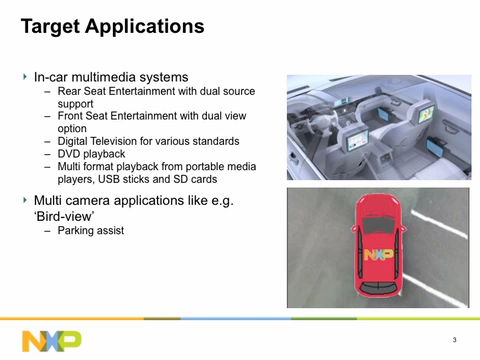 Target Applications
In-car multimedia systems
– Rear Seat Entertainment with dual source
support
– Front Seat Entertainment with dual view
option
– Digital Television for various standards
– DVD playback
– Multi format playback from portable media
players, USB sticks and SD cards
Multi camera applications like e.g.
‘Bird-view’
– Parking assist
NXP
NXP
3